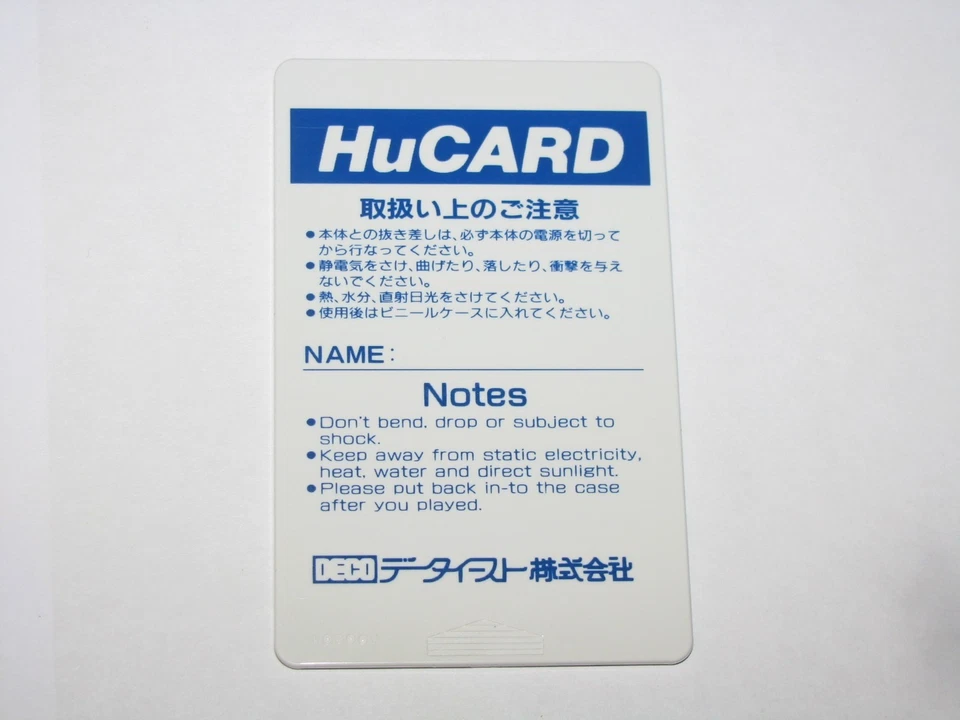 HuCARD
取扱い上のご注意
●本体との抜き差しは、必ず本体の電源を切って
から行なってください。
●静電気をさけ、曲げたり、落したり、衝撃を与え
ないでください。
●熱、水分、直射日光をさけてください。
●使用後はビニールケースに入れてください。
NAME:
Notes
●Don't bend, drop or subject to
shock.
●Keep away from static electricity,
heat, water and direct sunlight.
●Please put back in-to the case
after you played.
DECO データイースト株式会社